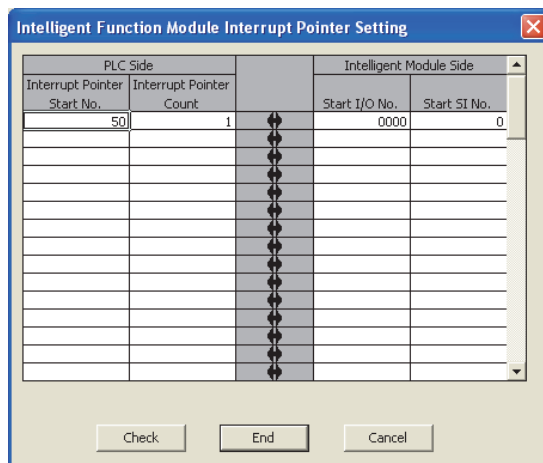 Intelligent Function Module Interrupt Pointer Setting
PLC Side
Intelligent Module Side
Interrupt Pointer
Start No.
Interrupt Pointer
Count
Start I/O No.
Start SI No.
50
1
0000
0
Check
End
Cancel